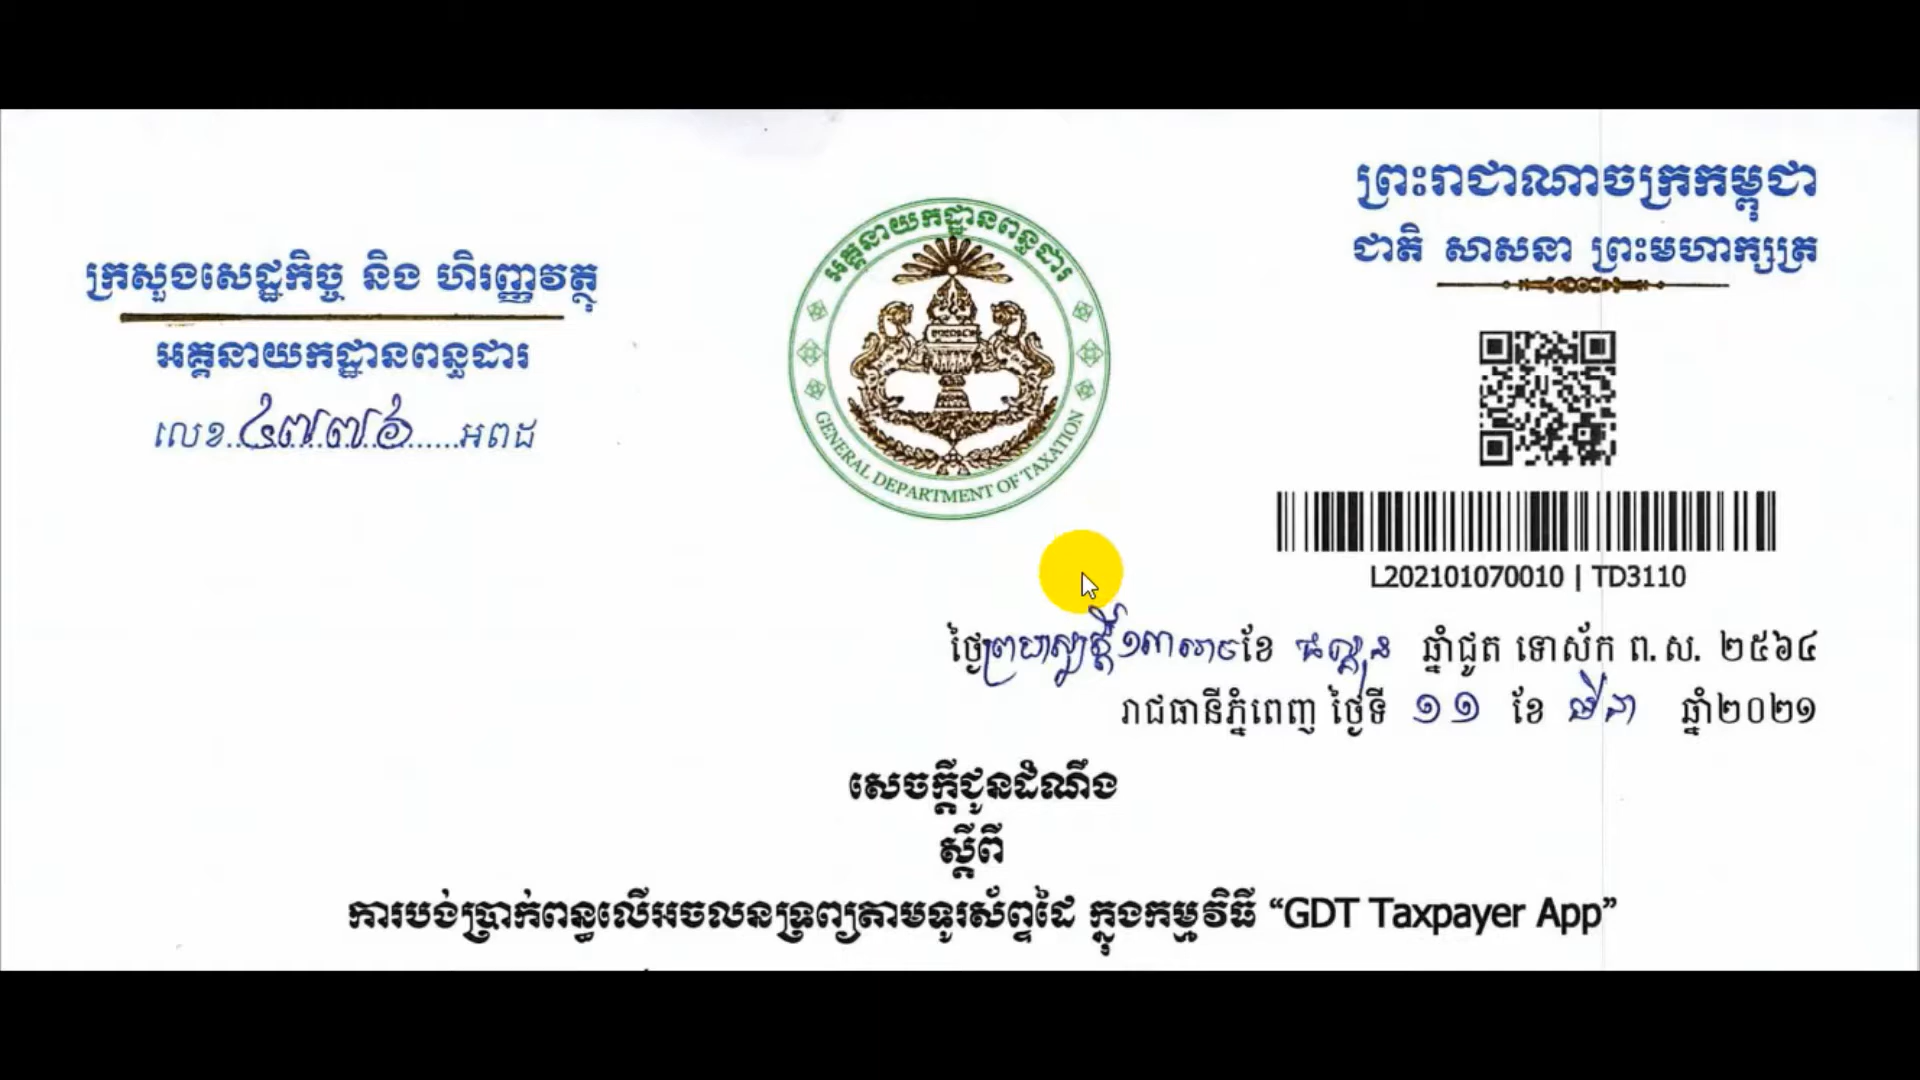 ព្រះរាជាណាចក្រកម្ពុជា
ជាតិ សាសនា ព្រះមហាក្សត្រ
ក្រសួងសេដ្ឋកិច្ច និង ហិរញ្ញវត្ថុ
អគ្គនាយកដ្ឋានពន្ធដារ
លេខ..៤៧៧៦......អពដ
អគ្គនាយកដ្ឋានពន្ធដារ
GENERAL DEPARTMENT OF TAXATION
L202101070010 | TD3110
ថ្ងៃព្រហស្បតិ៍ ១៣រោច ខែ ផល្គុន ឆ្នាំជូត ទោស័ក ព.ស. ២៥៦៤
រាជធានីភ្នំពេញ ថ្ងៃទី ១១ ខែ មីនា ឆ្នាំ២០២១
សេចក្តីជូនដំណឹង
ស្តីពី
ការបង់ប្រាក់ពន្ធលើអចលនទ្រព្យតាមទូរស័ព្ទដៃ ក្នុងកម្មវិធី “GDT Taxpayer App”